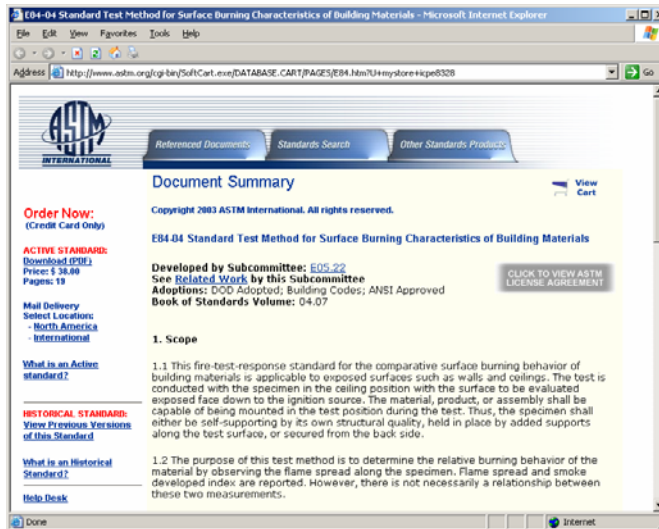 E84-04 Standard Test Method for Surface Burning Characteristics of Building Materials - Microsoft Internet Explorer
File Edit View Favorites Tools Help
Address http://www.astm.org/cgi-bin/SoftCart.exe/DATABASE.CART/PAGES/E84.htm?U+mystore+icpe8328
Go
ASTM
INTERNATIONAL
Referenced Documents
Standards Search
Other Standards Products
Document Summary
View
Cart
Order Now:
(Credit Card Only)
ACTIVE STANDARD:
Download (PDF)
Price: $ 38.00
Pages: 19
Mail Delivery
Select Location:
- North America
- International
What is an Active
standard?
HISTORICAL STANDARD:
View Previous Versions
of this Standard
What is an Historical
Standard?
Help Desk
Copyright 2003 ASTM International. All rights reserved.
E84-04 Standard Test Method for Surface Burning Characteristics of Building Materials
Developed by Subcommittee: E05.22
See Related Work by this Subcommittee
Adoptions: DOD Adopted; Building Codes; ANSI Approved
Book of Standards Volume: 04.07
CLICK TO VIEW ASTM
LICENSE AGREEMENT
1. Scope
1.1 This fire-test-response standard for the comparative surface burning behavior of
building materials is applicable to exposed surfaces such as walls and ceilings. The test is
conducted with the specimen in the ceiling position with the surface to be evaluated
exposed face down to the ignition source. The material, product, or assembly shall be
capable of being mounted in the test position during the test. Thus, the specimen shall
either be self-supporting by its own structural quality, held in place by added supports
along the test surface, or secured from the back side.
1.2 The purpose of this test method is to determine the relative burning behavior of the
material by observing the flame spread along the specimen. Flame spread and smoke
developed index are reported. However, there is not necessarily a relationship between
these two measurements.
Done
Internet